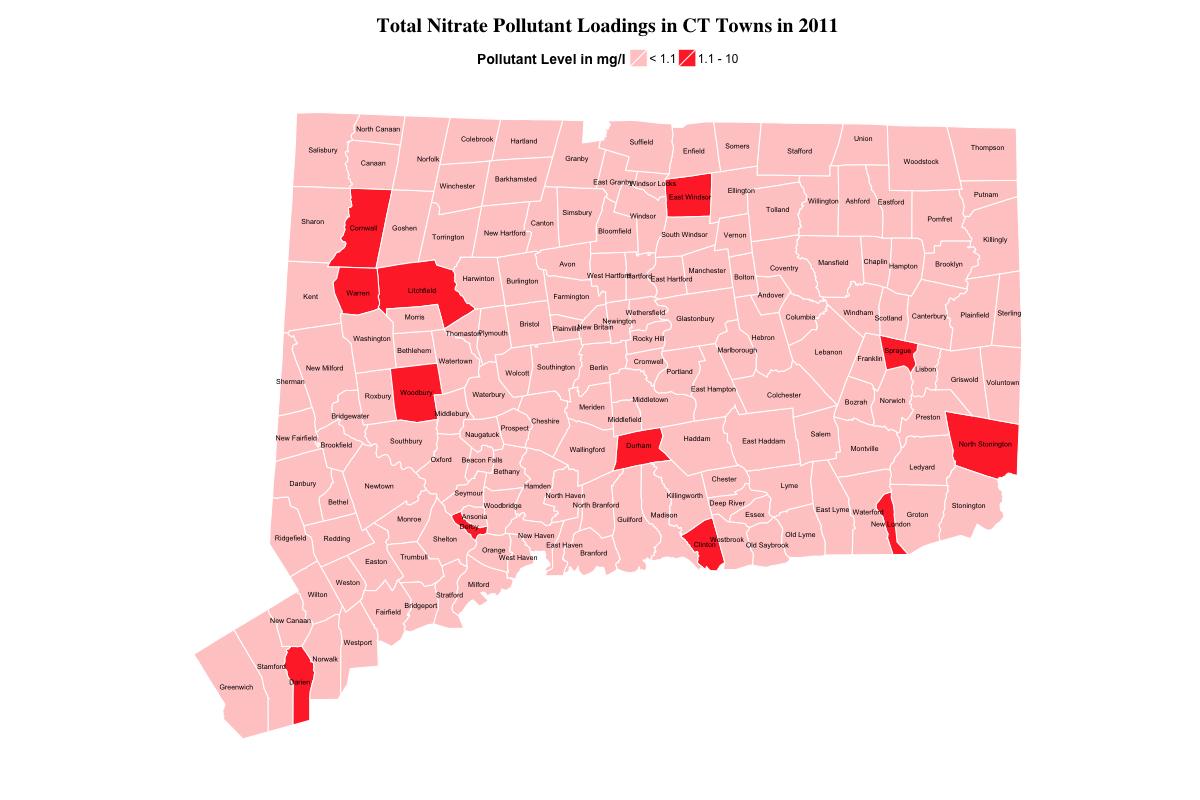 Total Nitrate Pollutant Loadings in CT Towns in 2011
Pollutant Level in mg/l < 1.1 1.1 - 10
North Canaan
Salisbury
Canaan
Norfolk
Colebrook
Hartland
Granby
Suffield
Enfield
Somers
Stafford
Union
Woodstock
Thompson
Winchester
Barkhamsted
East Granby
Windsor Locks
East Windsor
Ellington
Tolland
Willington
Ashford
Eastford
Putnam
Pomfret
Killingly
Sharon
Cornwall
Goshen
Torrington
New Hartford
Canton
Simsbury
Bloomfield
Windsor
South Windsor
Vernon
Kent
Warren
Litchfield
Harwinton
Burlington
Avon
West Hartford
Hartford
East Hartford
Manchester
Bolton
Coventry
Mansfield
Chaplin
Hampton
Brooklyn
Morris
Farmington
Andover
Columbia
Windham
Scotland
Canterbury
Plainfield
Sterling
Washington
Bethlehem
Thomaston
Plymouth
Bristol
Plainville
New Britain
Newington
Wethersfield
Rocky Hill
Glastonbury
Hebron
Marlborough
Lebanon
Franklin
Sprague
Lisbon
Griswold
Voluntown
Sherman
New Milford
Roxbury
Woodbury
Watertown
Wolcott
Southington
Berlin
Cromwell
Portland
East Hampton
Colchester
Bozrah
Norwich
Preston
Bridgewater
Middlebury
Waterbury
Cheshire
Meriden
Middletown
Middlefield
New Fairfield
Brookfield
Southbury
Naugatuck
Prospect
Wallingford
Durham
Haddam
East Haddam
Salem
Montville
North Stonington
Ledyard
Danbury
Bethel
Newtown
Oxford
Beacon Falls
Bethany
Seymour
Woodbridge
Hamden
North Haven
North Branford
Killingworth
Chester
Deep River
Essex
Lyme
East Lyme
Waterford
New London
Groton
Stonington
Ridgefield
Redding
Monroe
Ansonia
Derby
Shelton
Orange
New Haven
West Haven
East Haven
Branford
Guilford
Madison
Clinton
Westbrook
Old Saybrook
Old Lyme
Wilton
Weston
Easton
Trumbull
Milford
Stratford
Bridgeport
Fairfield
New Canaan
Westport
Norwalk
Darien
Stamford
Greenwich